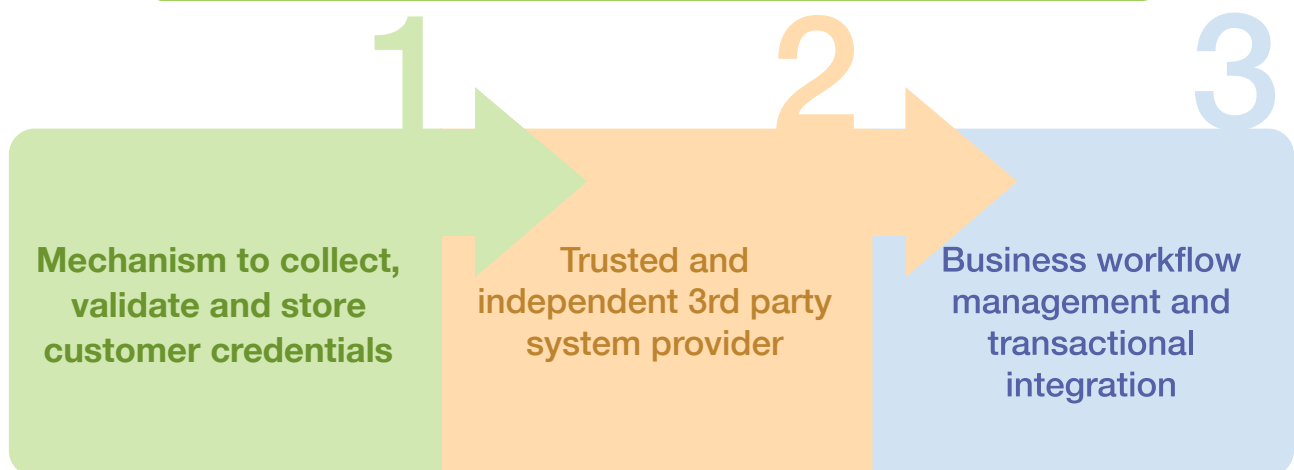 1
Mechanism to collect,
validate and store
customer credentials
2
Trusted and
independent 3rd party
system provider
3
Business workflow
management and
transactional
integration